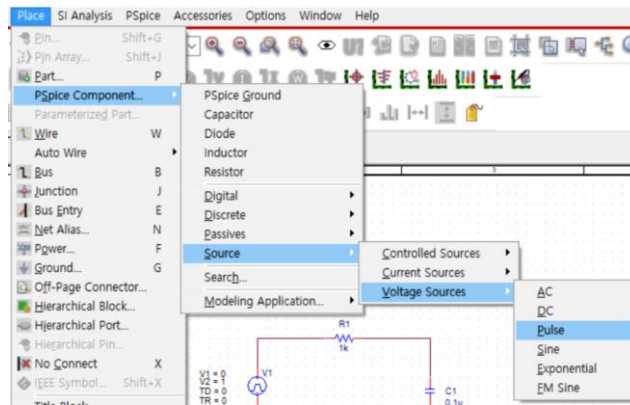 Place SI Analysis PSpice Accessories Options Window Help
Pin... Shift+G
Pin Array... Shift+J
Part... P
PSpice Component...
Parameterized Part...
Wire W
Auto Wire
Bus B
Junction J
Bus Entry E
Net Alias... N
Power... F
Ground... G
Off-Page Connector...
Hierarchical Block...
Hierarchical Port...
Hierarchical Pin...
No Connect X
IEEE Symbol... Shift+X
Title Block
PSpice Ground
Capacitor
Diode
Inductor
Resistor
Digital
Discrete
Passives
Source
Search...
Modeling Application...
Controlled Sources
Current Sources
Voltage Sources
AC
DC
Pulse
Sine
Exponential
FM Sine
U?
3
R1
1k
V1 = 0
V2 = 1
TD = 0
TR = 0
V1
C1
0.1u